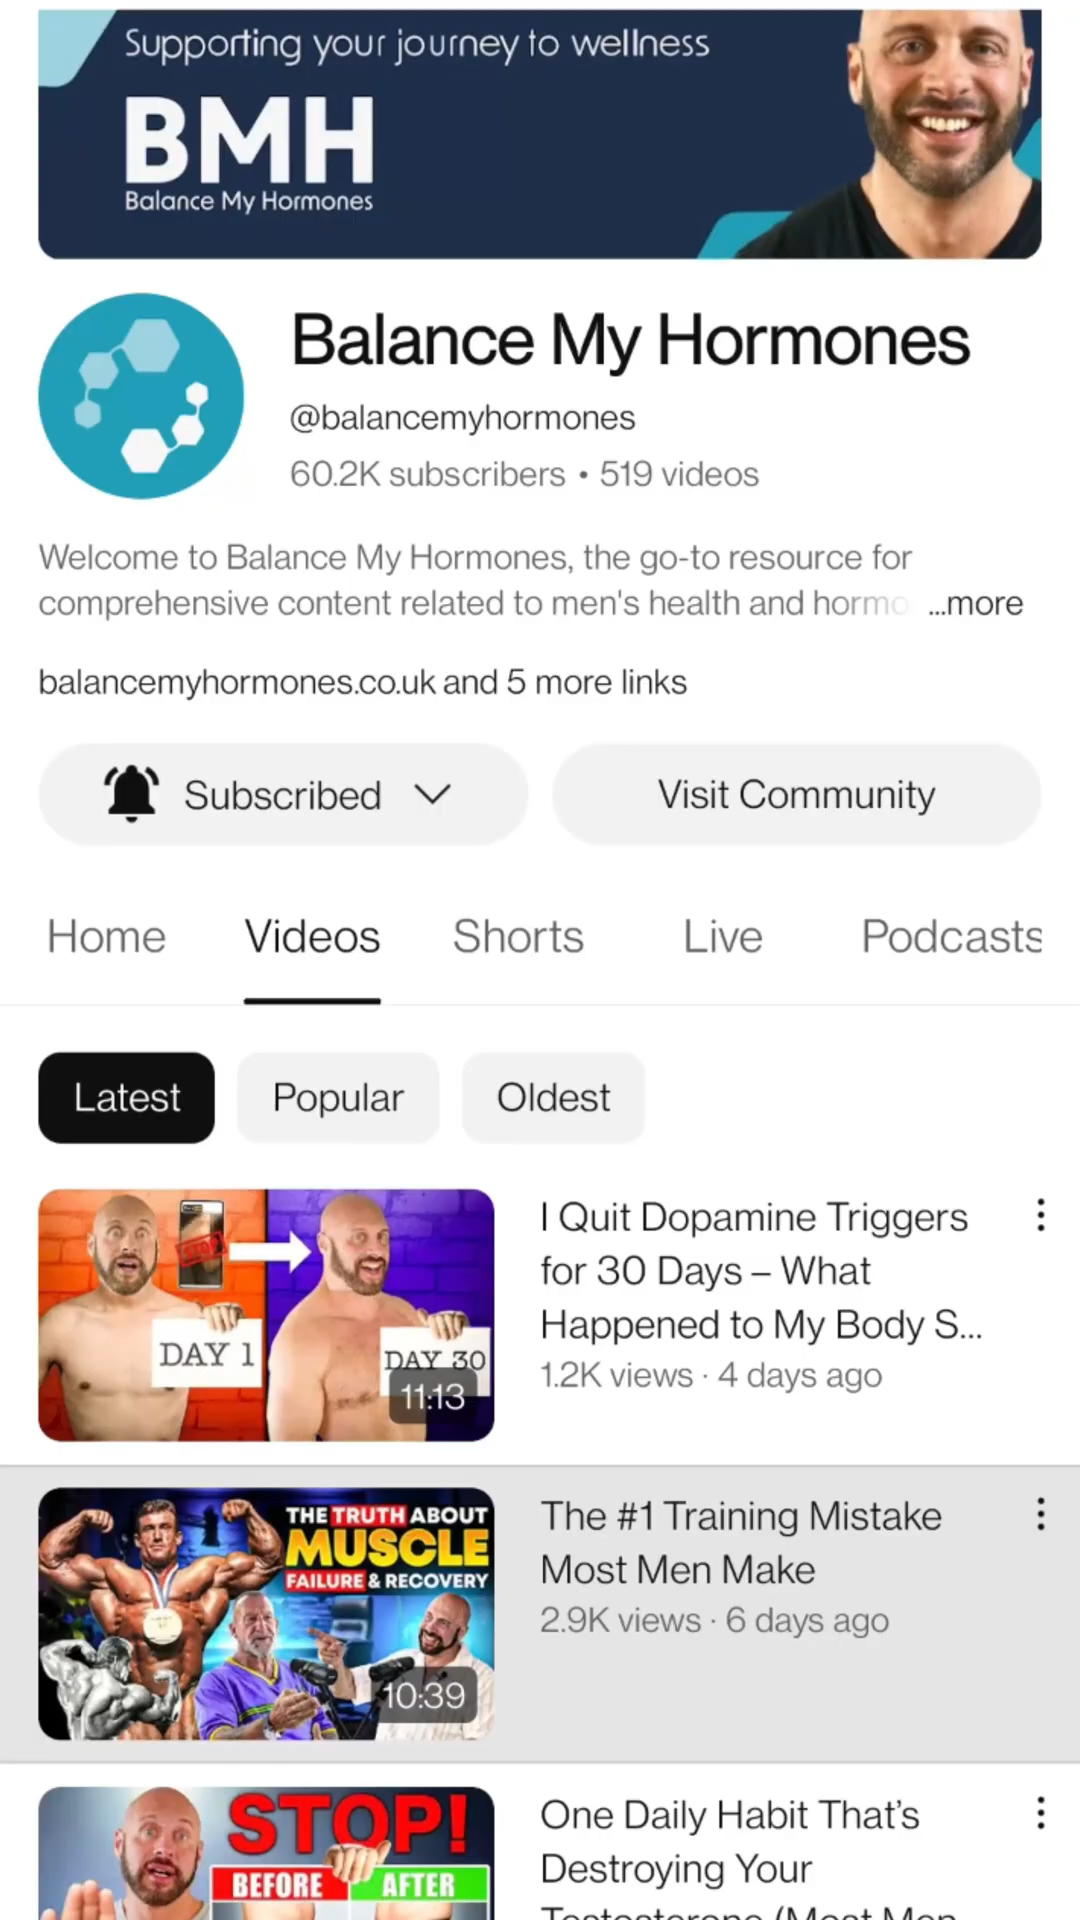 Supporting your journey to wellness
BMH
Balance My Hormones
Balance My Hormones
@balancemyhormones
60.2K subscribers • 519 videos
Welcome to Balance My Hormones, the go-to resource for
comprehensive content related to men's health and hormo ...more
balancemyhormones.co.uk and 5 more links
Subscribed
Visit Community
Home Videos Shorts Live Podcasts
Latest Popular Oldest
STOP
DAY 1
DAY 30
11:13
I Quit Dopamine Triggers
for 30 Days – What
Happened to My Body S...
1.2K views · 4 days ago
THE TRUTH ABOUT
MUSCLE
FAILURE & RECOVERY
10:39
The #1 Training Mistake
Most Men Make
2.9K views · 6 days ago
STOP!
BEFORE AFTER
One Daily Habit That's
Destroying Your
Testosterone (Most Men